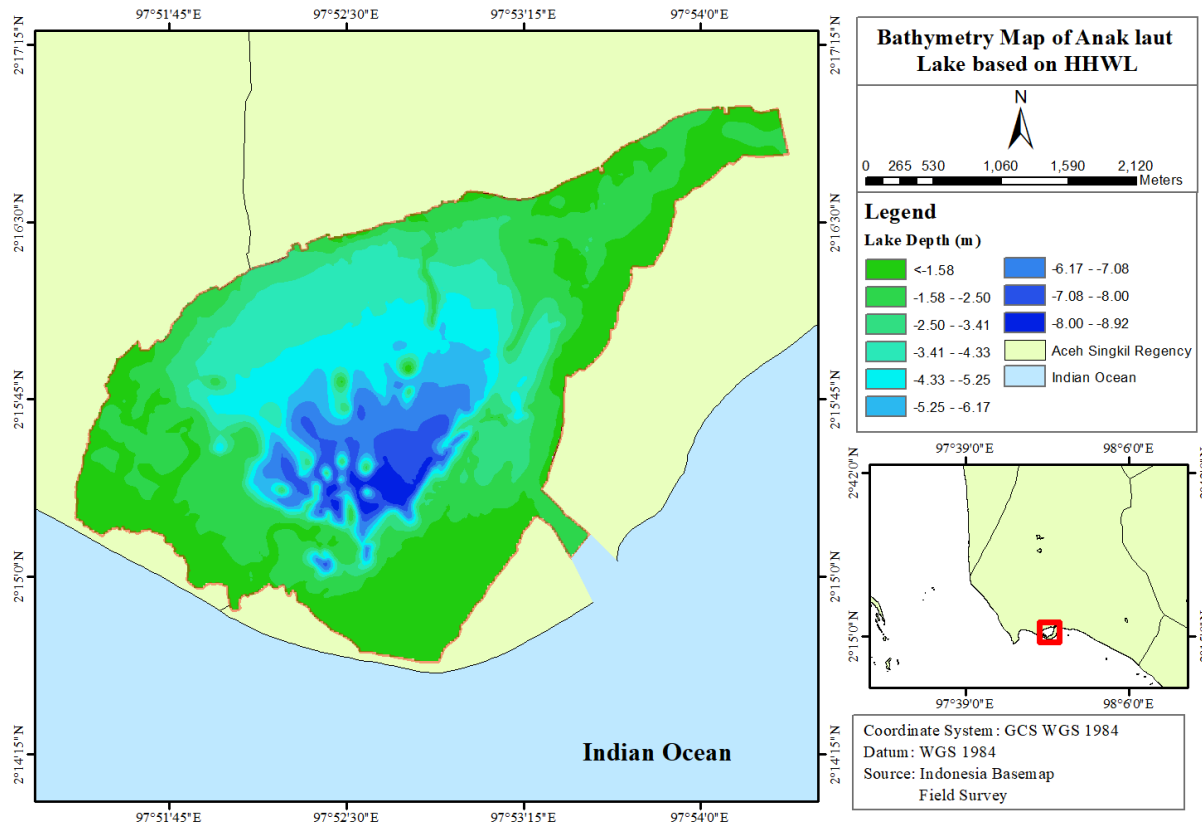 97°51'45"E
97°52'30"E
97°53'15"E
97°54'0"E
2°17'15"N
2°17'15"N
2°16'30"N
2°16'30"N
2°15'45"N
2°15'45"N
2°15'0"N
2°15'0"N
2°14'15"N
2°14'15"N
Indian Ocean
97°51'45"E
97°52'30"E
97°53'15"E
97°54'0"E
Bathymetry Map of Anak laut
Lake based on HHWL
N
0 265 530 1,060 1,590 2,120
Meters
Legend
Lake Depth (m)
<-1.58
-1.58 - -2.50
-2.50 - -3.41
-3.41 - -4.33
-4.33 - -5.25
-5.25 - -6.17
-6.17 - -7.08
-7.08 - -8.00
-8.00 - -8.92
Aceh Singkil Regency
Indian Ocean
97°39'0"E
98°6'0"E
2°42'0"N
2°15'0"N
97°39'0"E
98°6'0"E
Coordinate System: GCS WGS 1984
Datum: WGS 1984
Source: Indonesia Basemap
Field Survey